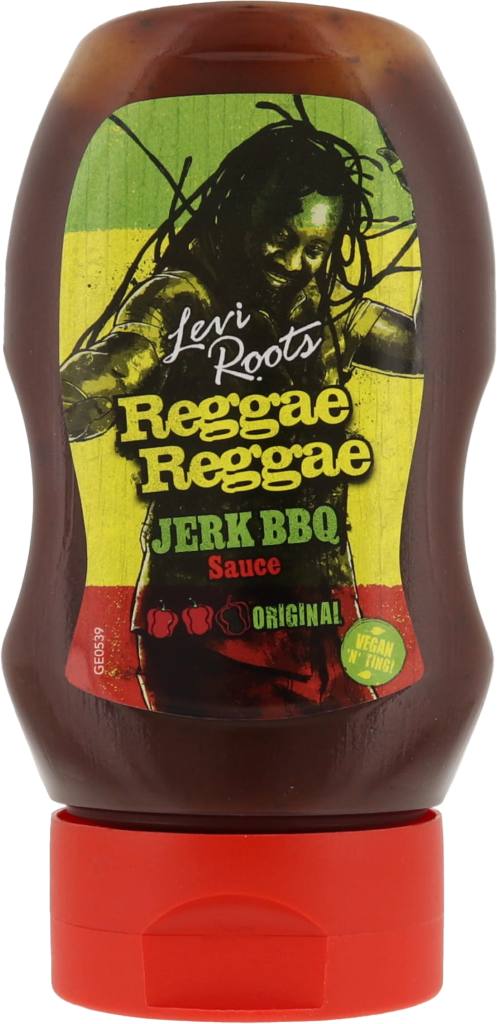 Levi
Roots
Reggae
Reggae
JERK BBQ
Sauce
ORIGINAL
VEGAN
'N' TING!
GE0539